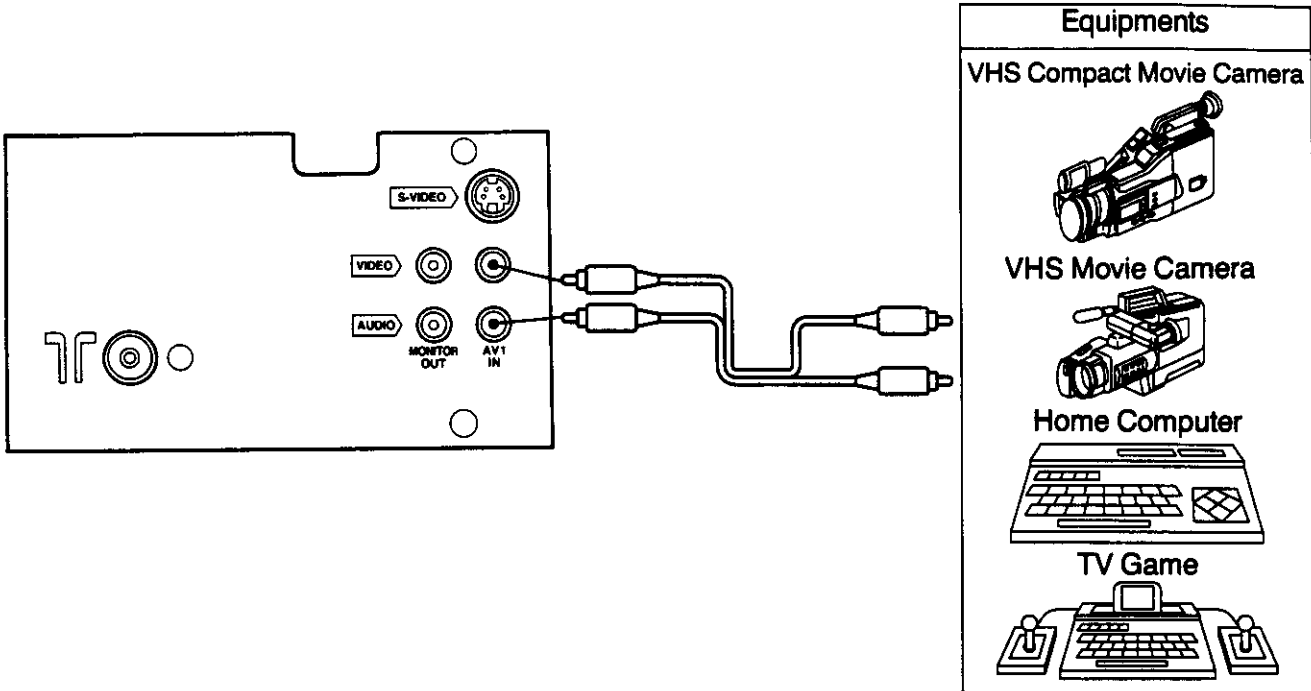 Equipments
VHS Compact Movie Camera
S-VIDEO
VIDEO
AUDIO
MONITOR
OUT
AV1
IN
VHS Movie Camera
Home Computer
TV Game